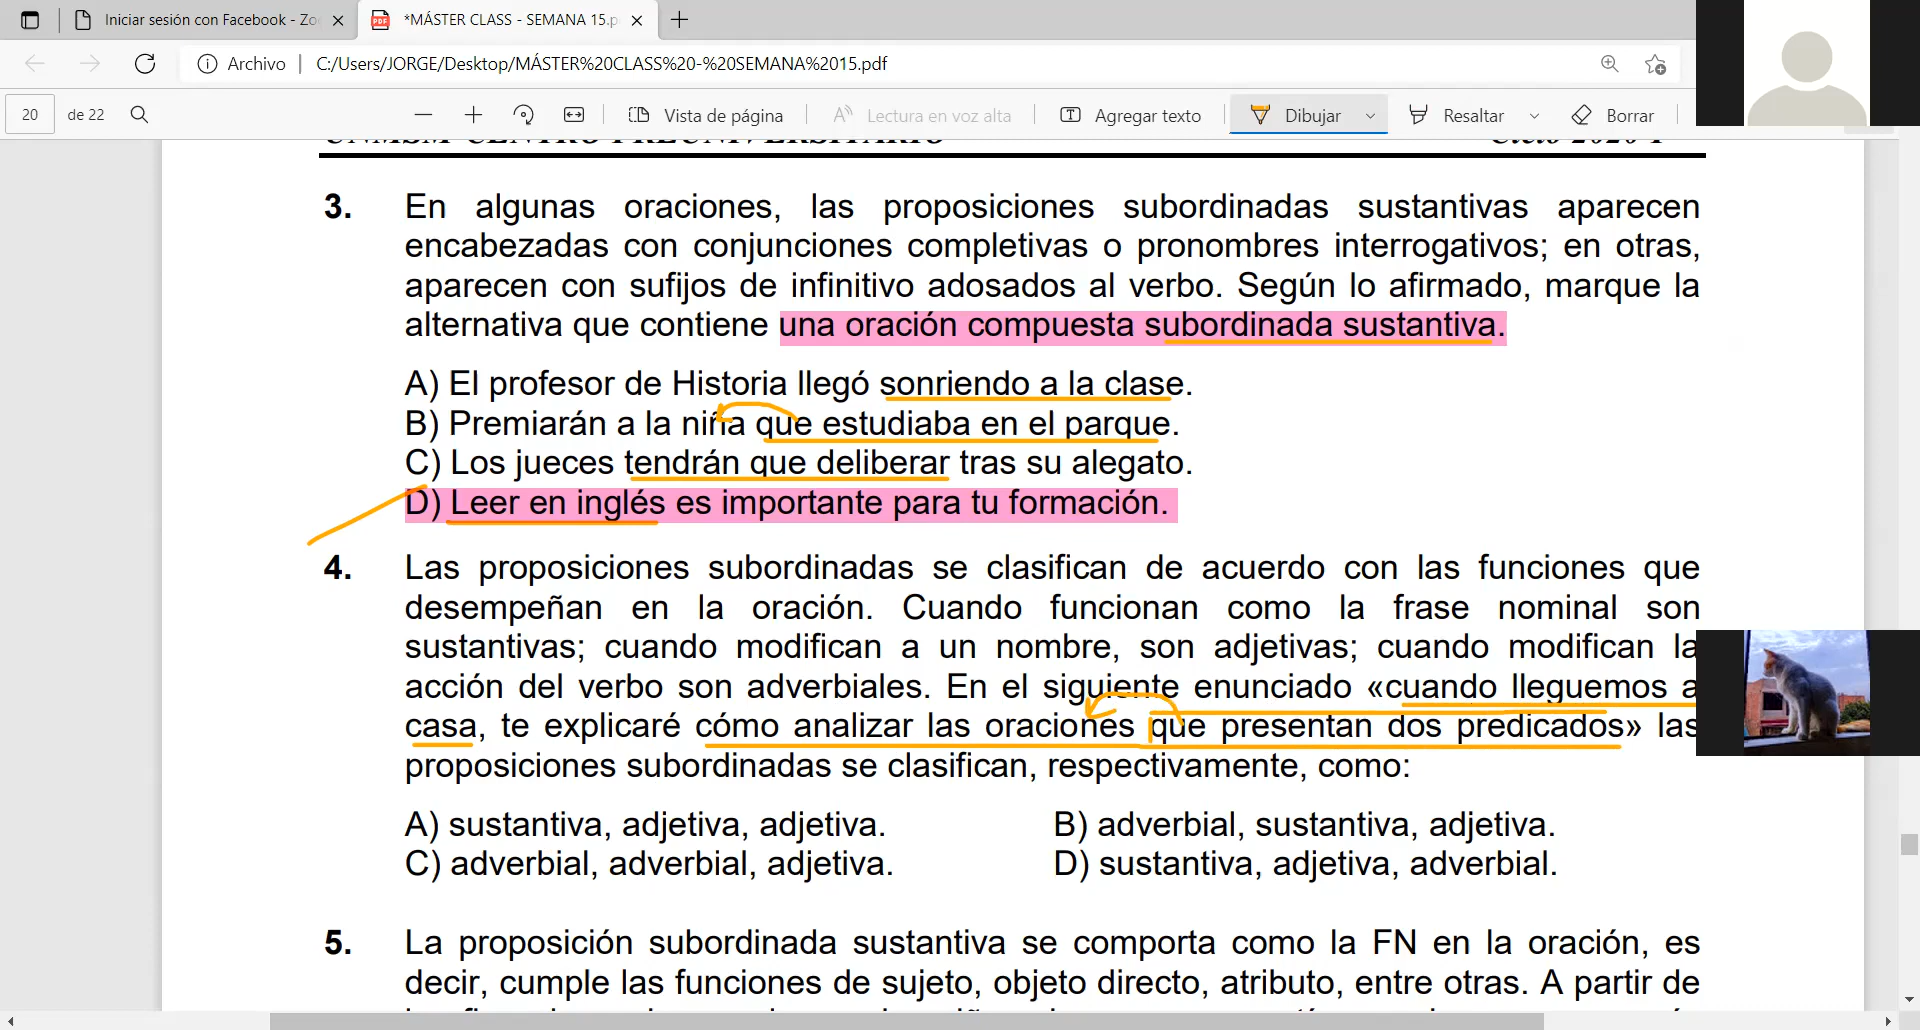 Iniciar sesión con Facebook - Zo
*MÁSTER CLASS - SEMANA 15.p
Archivo | C:/Users/JORGE/Desktop/MÁSTER%20CLASS%20-%20SEMANA%2015.pdf
20 de 22
Vista de página
Lectura en voz alta
Agregar texto
Dibujar
Resaltar
Borrar
3. En algunas oraciones, las proposiciones subordinadas sustantivas aparecen
encabezadas con conjunciones completivas o pronombres interrogativos; en otras,
aparecen con sufijos de infinitivo adosados al verbo. Según lo afirmado, marque la
alternativa que contiene una oración compuesta subordinada sustantiva.
A) El profesor de Historia llegó sonriendo a la clase.
B) Premiarán a la niña que estudiaba en el parque.
C) Los jueces tendrán que deliberar tras su alegato.
D) Leer en inglés es importante para tu formación.
4. Las proposiciones subordinadas se clasifican de acuerdo con las funciones que
desempeñan en la oración. Cuando funcionan como la frase nominal son
sustantivas; cuando modifican a un nombre, son adjetivas; cuando modifican la
acción del verbo son adverbiales. En el siguiente enunciado «cuando lleguemos a
casa, te explicaré cómo analizar las oraciones que presentan dos predicados» las
proposiciones subordinadas se clasifican, respectivamente, como:
A) sustantiva, adjetiva, adjetiva.
B) adverbial, sustantiva, adjetiva.
C) adverbial, adverbial, adjetiva.
D) sustantiva, adjetiva, adverbial.
5. La proposición subordinada sustantiva se comporta como la FN en la oración, es
decir, cumple las funciones de sujeto, objeto directo, atributo, entre otras. A partir de